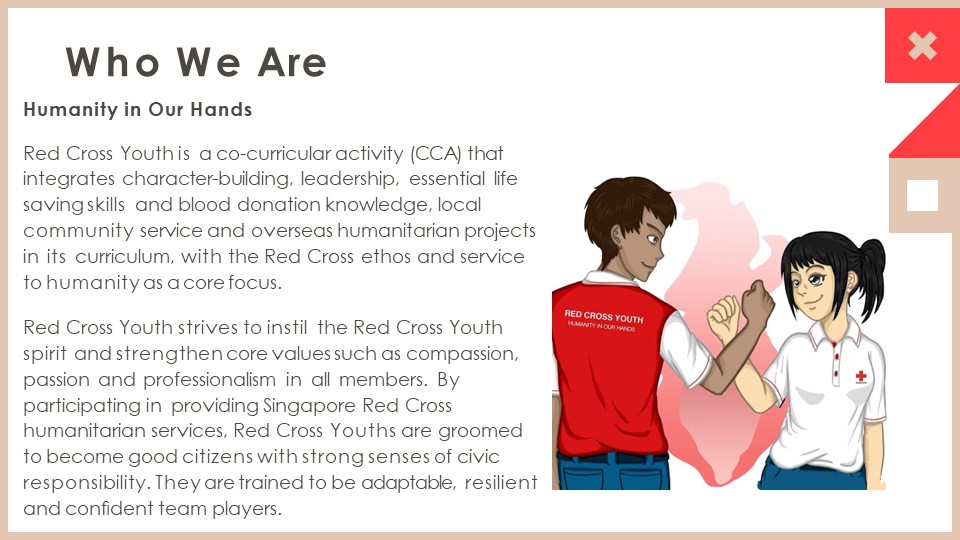 Who We Are
Humanity in Our Hands
Red Cross Youth is a co-curricular activity (CCA) that
integrates character-building, leadership, essential life
saving skills and blood donation knowledge, local
community service and overseas humanitarian projects
in its curriculum, with the Red Cross ethos and service
to humanity as a core focus.
Red Cross Youth strives to instil the Red Cross Youth
spirit and strengthen core values such as compassion,
passion and professionalism in all members. By
participating in providing Singapore Red Cross
humanitarian services, Red Cross Youths are groomed
to become good citizens with strong senses of civic
responsibility. They are trained to be adaptable, resilient
and confident team players.
RED CROSS YOUTH
HUMANITY IN OUR HANDS